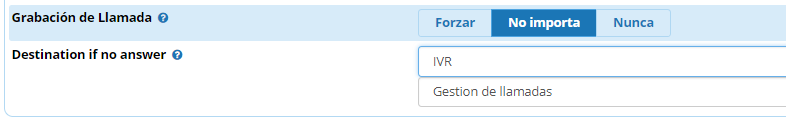 Grabación de Llamada
Forzar No importa Nunca
Destination if no answer
IVR
Gestion de llamadas